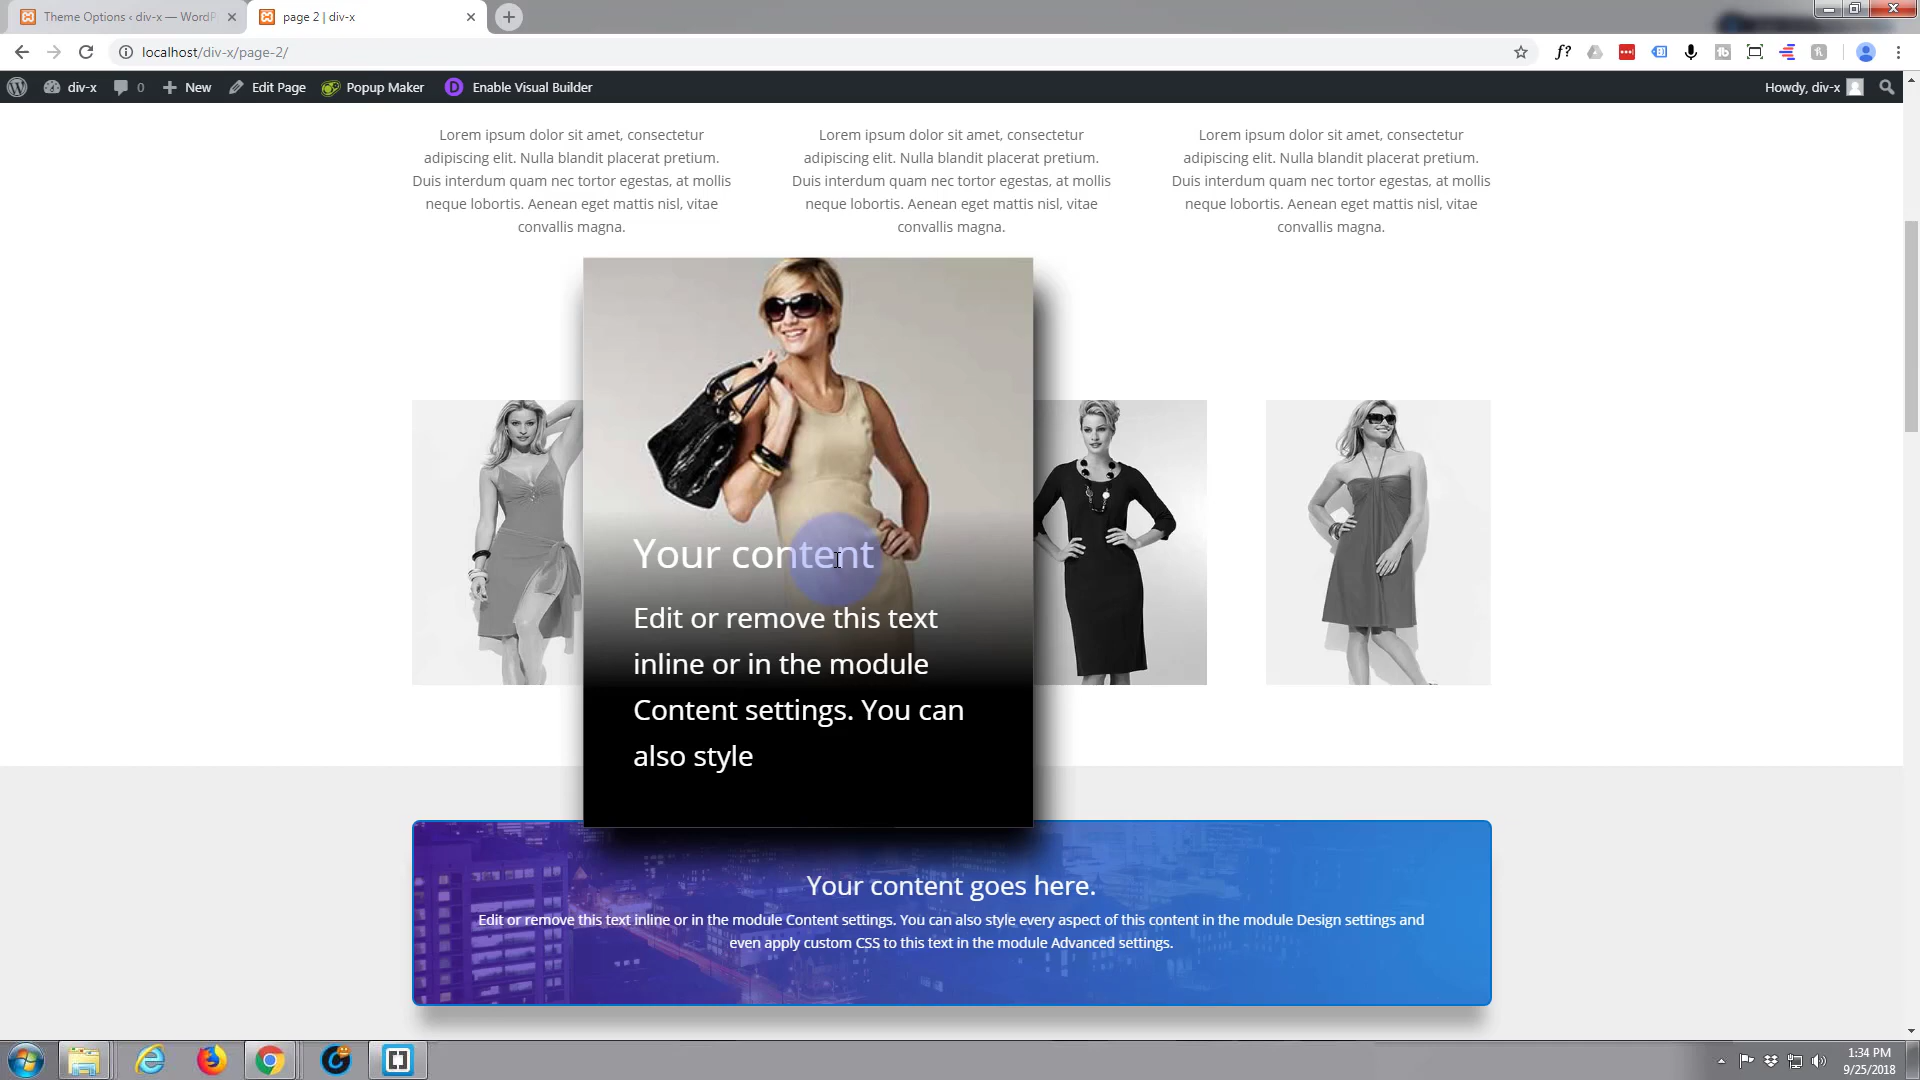 Theme Options ‹ div-x — WordP
page 2 | div-x
localhost/div-x/page-2/
f?
div-x
0
New
Edit Page
Popup Maker
D
Enable Visual Builder
Howdy, div-x
Lorem ipsum dolor sit amet, consectetur
adipiscing elit. Nulla blandit placerat pretium.
Duis interdum quam nec tortor egestas, at mollis
neque lobortis. Aenean eget mattis nisl, vitae
convallis magna.
Lorem ipsum dolor sit amet, consectetur
adipiscing elit. Nulla blandit placerat pretium.
Duis interdum quam nec tortor egestas, at mollis
neque lobortis. Aenean eget mattis nisl, vitae
convallis magna.
Lorem ipsum dolor sit amet, consectetur
adipiscing elit. Nulla blandit placerat pretium.
Duis interdum quam nec tortor egestas, at mollis
neque lobortis. Aenean eget mattis nisl, vitae
convallis magna.
Your content
Edit or remove this text
inline or in the module
Content settings. You can
also style
Your content goes here.
Edit or remove this text inline or in the module Content settings. You can also style every aspect of this content in the module Design settings and
even apply custom CSS to this text in the module Advanced settings.
1:34 PM
9/25/2018